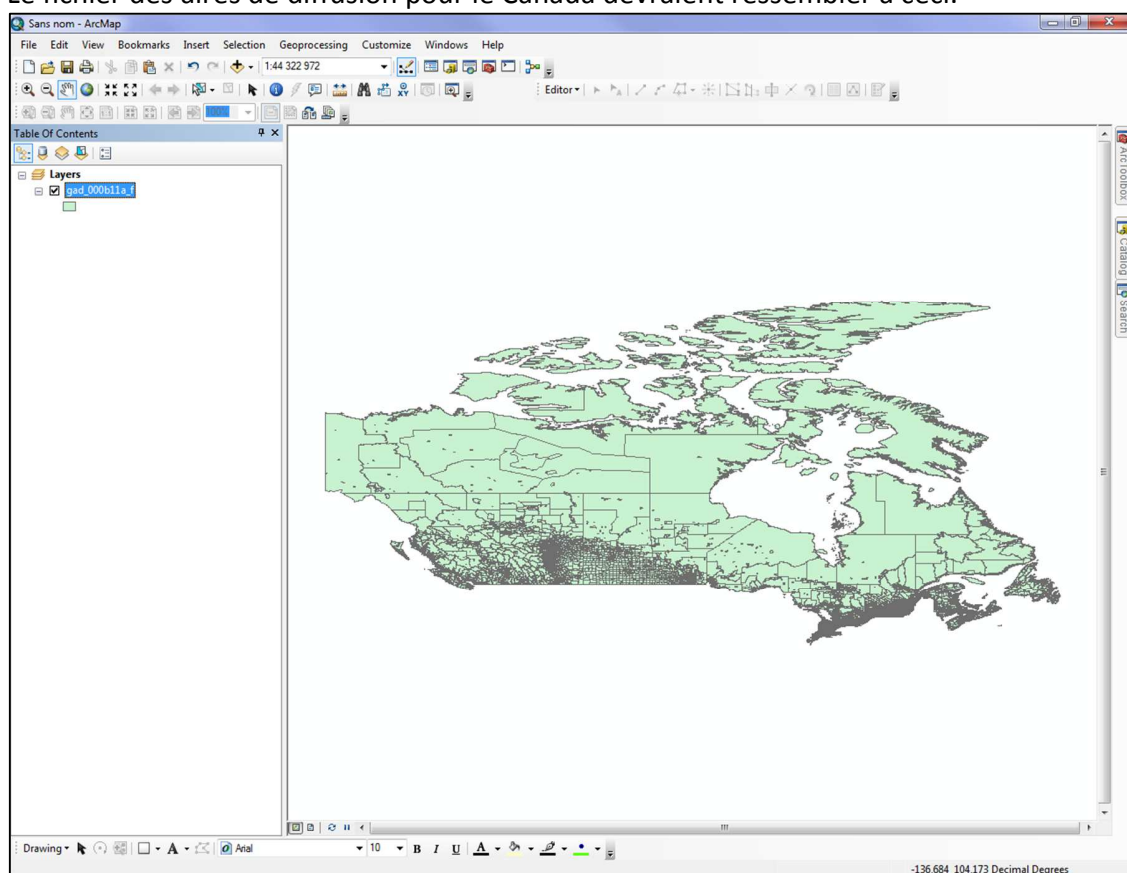 Le fichier des aires de diffusion pour le Canada devraient ressembler à ceci:
Sans nom - ArcMap
File Edit View Bookmarks Insert Selection Geoprocessing Customize Windows Help
1:44 322 972
Editor
100%
Table Of Contents
Layers
gad_000b11a_f
ArcToolbox
Catalog
Search
Drawing A Arial 10 B I U A
-136,684 104,173 Decimal Degrees